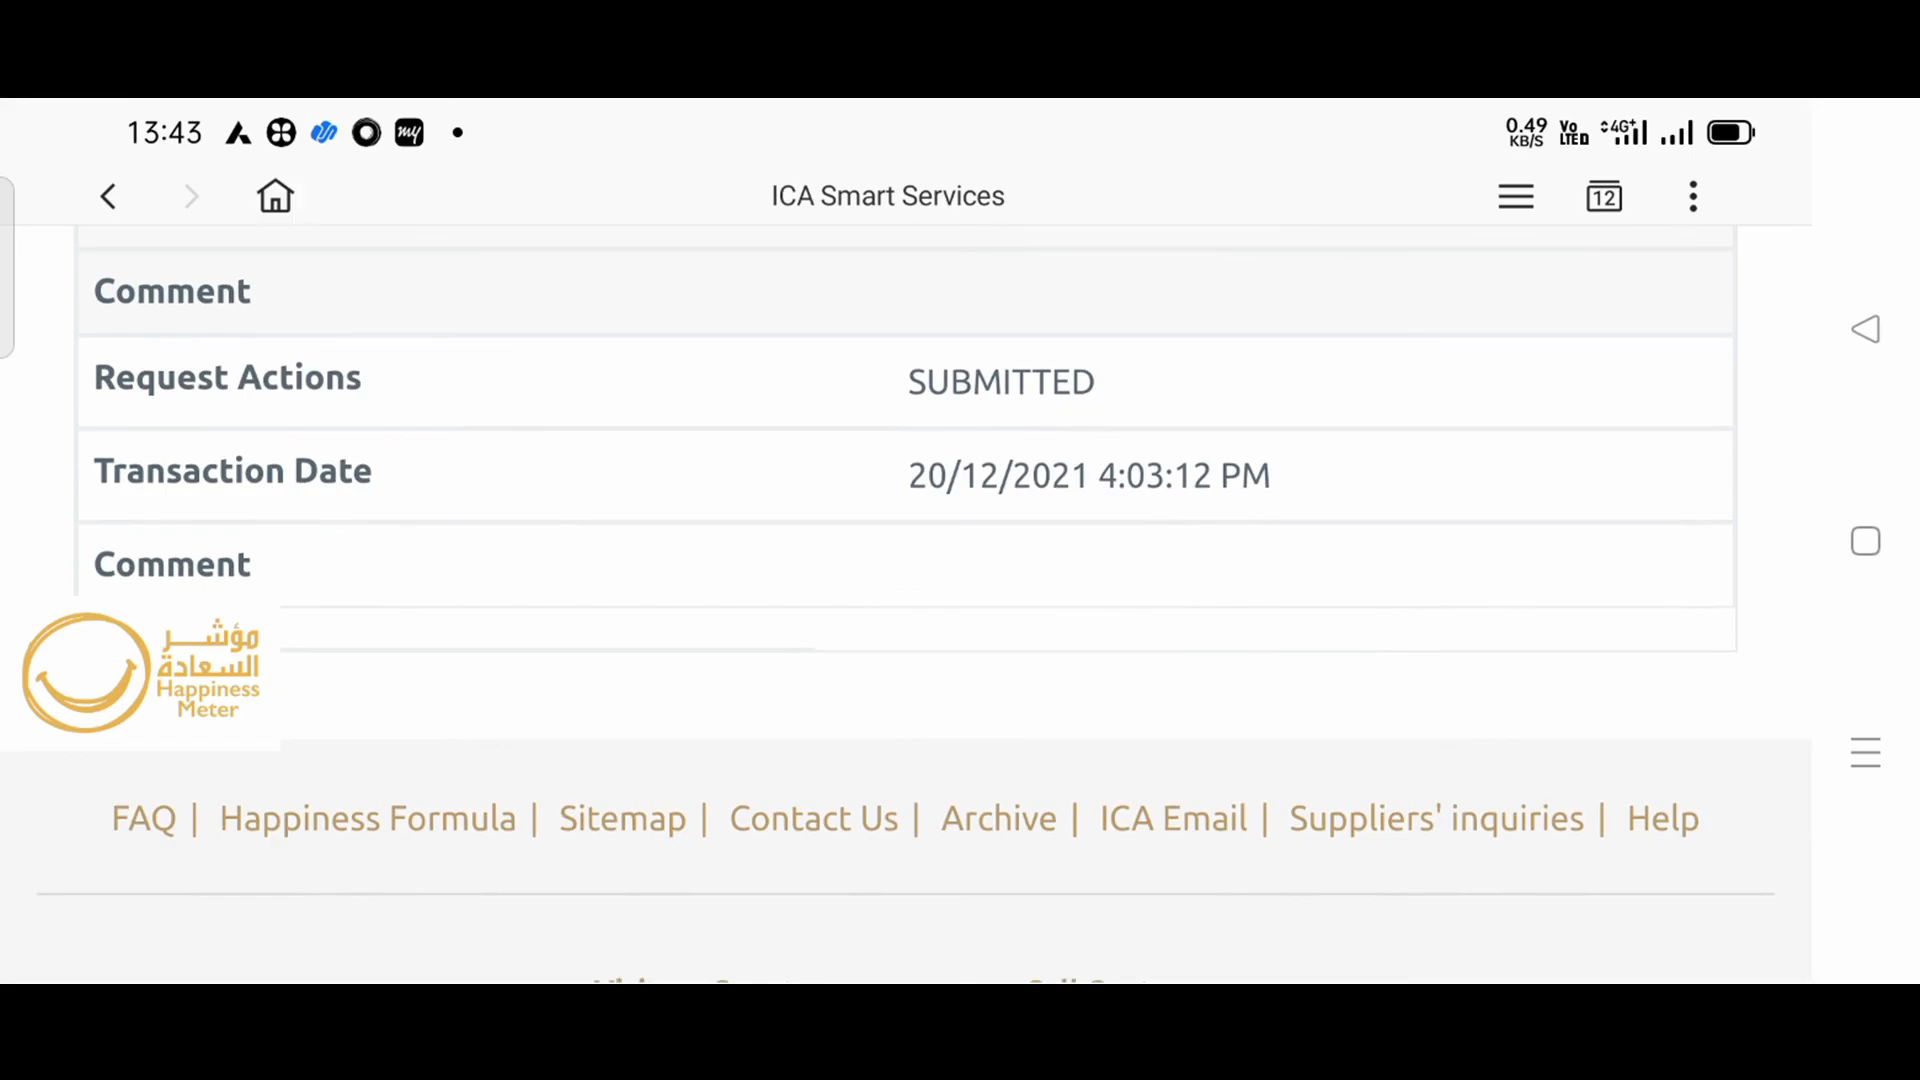 13:43
my
0.49
KB/S
Vo
LTED
4G+
ICA Smart Services
12
Comment
Request Actions SUBMITTED
Transaction Date 20/12/2021 4:03:12 PM
Comment
مؤشر
السعادة
Happiness
Meter
FAQ | Happiness Formula | Sitemap | Contact Us | Archive | ICA Email | Suppliers' inquiries | Help